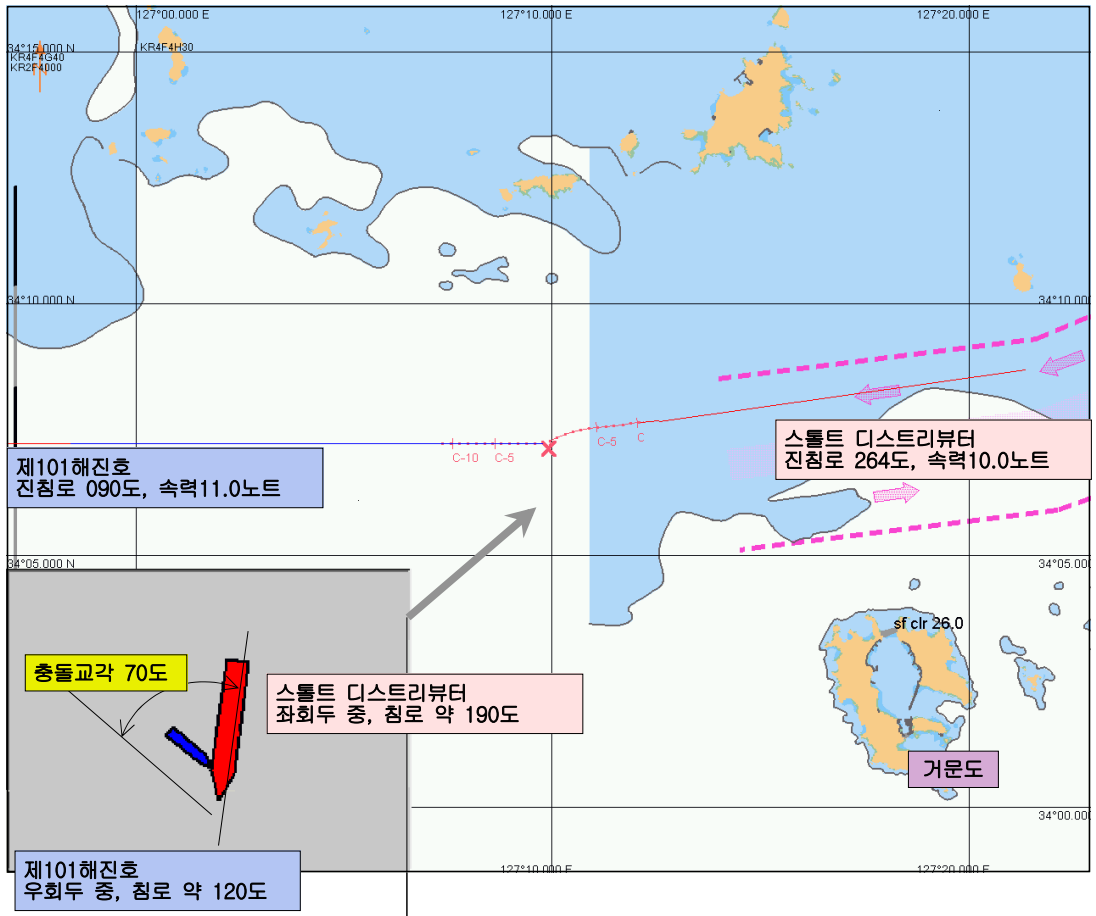 127°00.000 E
127°10.000 E
127°20.000 E
34°15.000 N
KR4F4H30
KR4F4G40
KR2F4000
34°10.000 N
34°10.000
C-10
C-5
C-5
C
스톨트 디스트리뷰터
진침로 264도, 속력10.0노트
제101해진호
진침로 090도, 속력11.0노트
34°05.000 N
34°05.000
sf clr 26.0
충돌교각 70도
스톨트 디스트리뷰터
좌회두 중, 침로 약 190도
거문도
34°00.000
제101해진호
우회두 중, 침로 약 120도
127°10.000 E
127°20.000 E